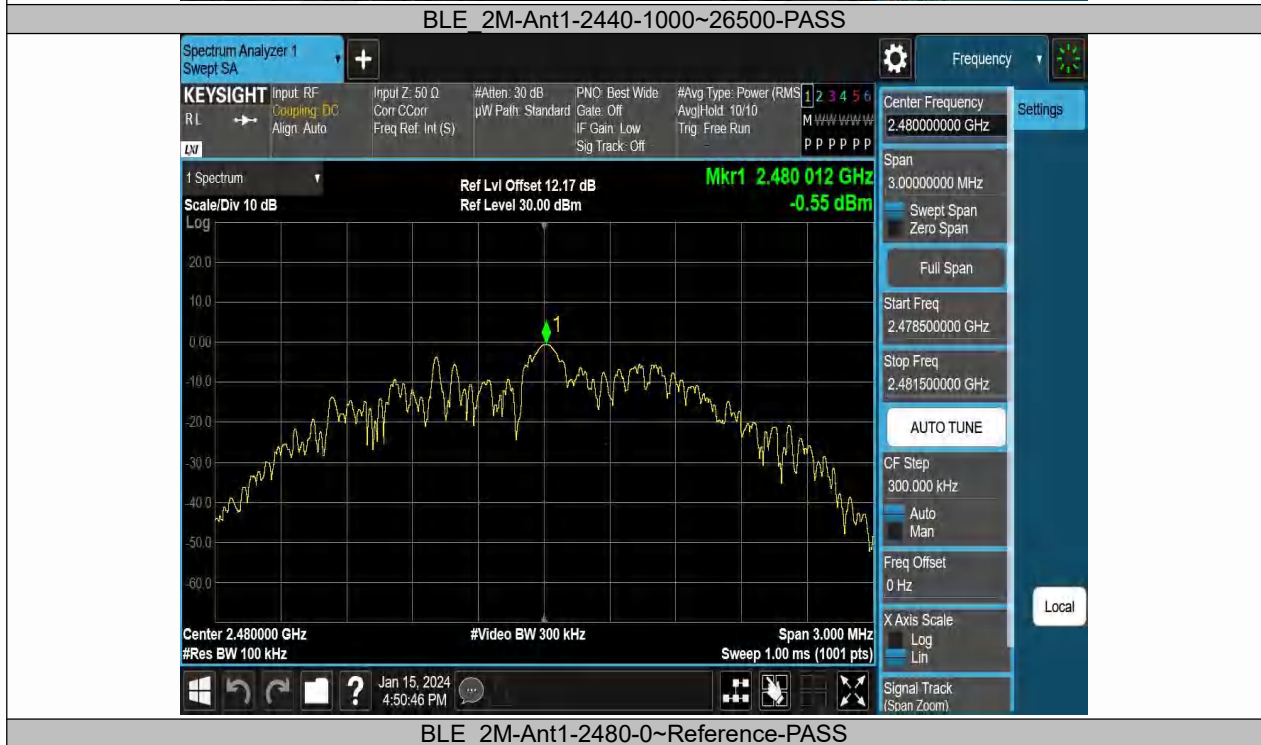 BLE_2M-Ant1-2440-1000~26500-PASS
Spectrum Analyzer 1
Swept SA
+
Frequency
KEYSIGHT
RL
LXI
Input: RF
Coupling: DC
Align: Auto
Input Z: 50 Ω
Corr CCorr
Freq Ref: Int (S)
#Atten: 30 dB
µW Path: Standard
PNO: Best Wide
Gate: Off
IF Gain: Low
Sig Track: Off
#Avg Type: Power (RMS
Avg|Hold: 10/10
Trig: Free Run
1 2 3 4 5 6
M W W W W W
P P P P P P
Center Frequency
2.480000000 GHz
Settings
Span
3.00000000 MHz
Swept Span
Zero Span
Full Span
Start Freq
2.478500000 GHz
Stop Freq
2.481500000 GHz
AUTO TUNE
CF Step
300.000 kHz
Auto
Man
Freq Offset
0 Hz
X Axis Scale
Log
Lin
Signal Track
(Span Zoom)
Local
1 Spectrum
Scale/Div 10 dB
Log
Ref Lvl Offset 12.17 dB
Ref Level 30.00 dBm
Mkr1 2.480 012 GHz
-0.55 dBm
20.0
10.0
0.00
-10.0
-20.0
-30.0
-40.0
-50.0
-60.0
1
Center 2.480000 GHz
#Res BW 100 kHz
#Video BW 300 kHz
Span 3.000 MHz
Sweep 1.00 ms (1001 pts)
?
Jan 15, 2024
4:50:46 PM
BLE_2M-Ant1-2480-0~Reference-PASS